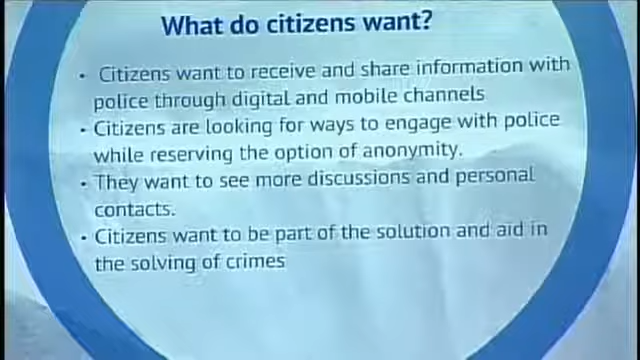 What do citizens want?
• Citizens want to receive and share information with
police through digital and mobile channels
• Citizens are looking for ways to engage with police
while reserving the option of anonymity.
• They want to see more discussions and personal
contacts.
• Citizens want to be part of the solution and aid in
the solving of crimes